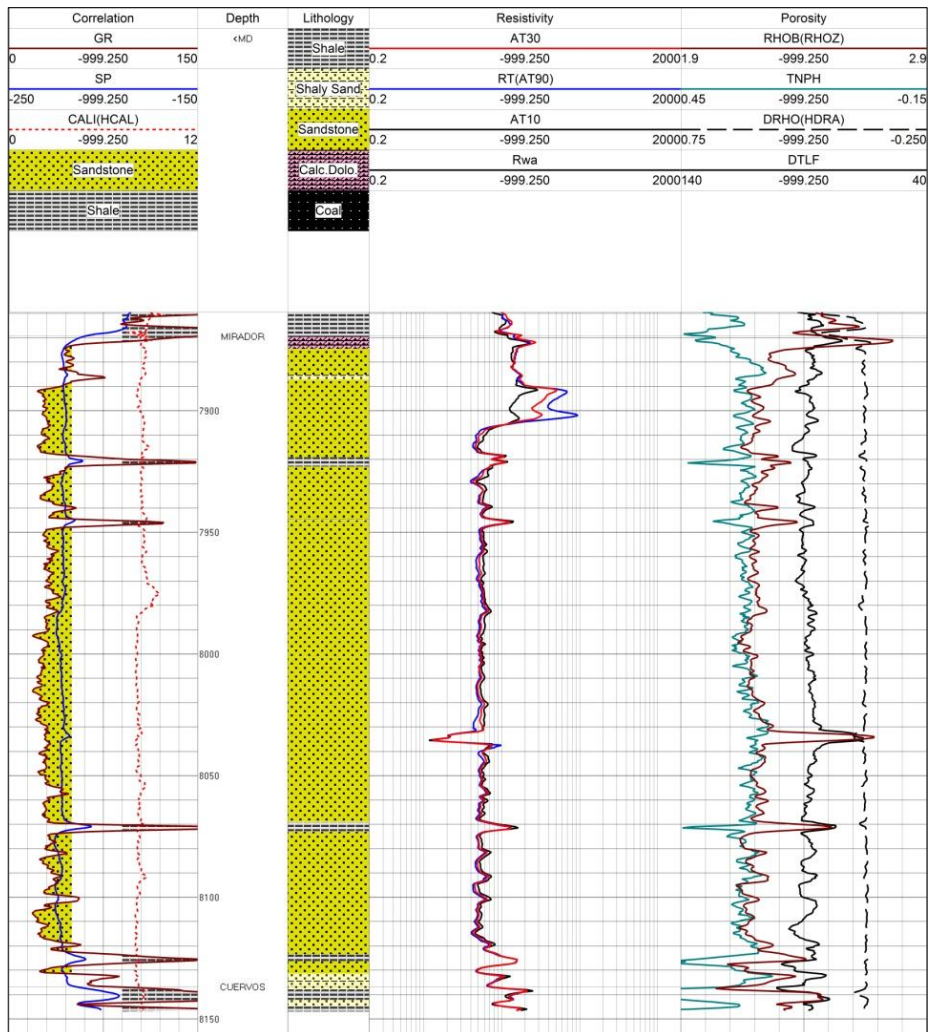 Correlation Depth Lithology Resistivity Porosity
GR <MD Shale AT30 RHOB(RHOZ)
0 -999.250 150 0.2 -999.250 2000 1.9 -999.250 2.9
SP Shaly Sand RT(AT90) TNPH
-250 -999.250 -150 0.2 -999.250 2000 0.45 -999.250 -0.15
CALI(HCAL) Sandstone AT10 DRHO(HDRA)
0 -999.250 12 0.2 -999.250 2000 0.75 -999.250 -0.250
Sandstone Calc.Dolo. Rwa DTLF
0.2 -999.250 2000 140 -999.250 40
Shale Coal
MIRADOR
7900
7950
8000
8050
8100
CUERVOS
8150